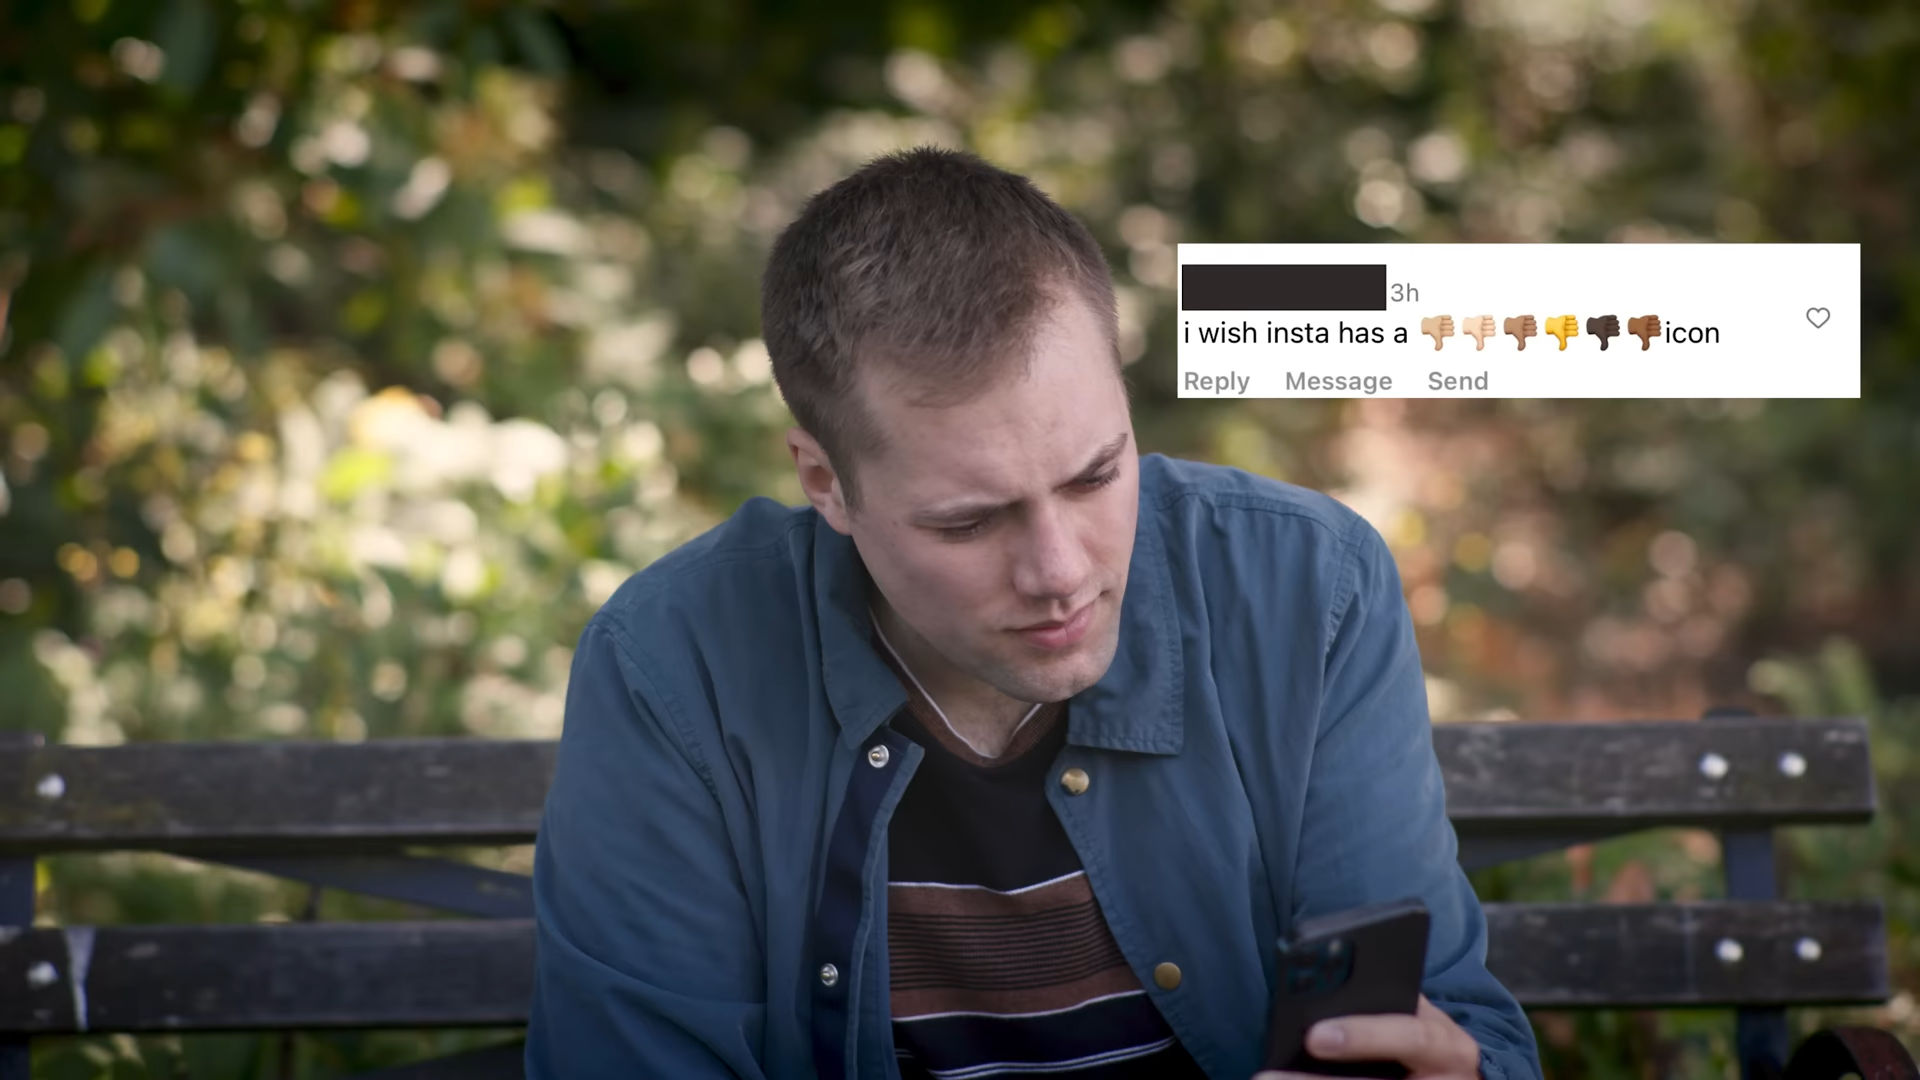 3h
i wish insta has a 👎🏼👎🏻👎🏽👎👎🏿👎🏾icon
Reply Message Send